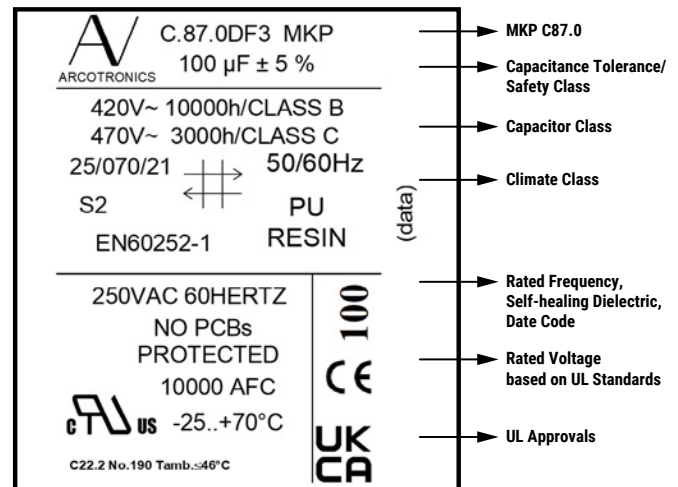 C.87.0DF3 MKP
100 µF ± 5 %
ARCOTRONICS
420V~ 10000h/CLASS B
470V~ 3000h/CLASS C
25/070/21 50/60Hz
S2 PU
EN60252-1 RESIN
(data)
250VAC 60HERTZ
NO PCBs
PROTECTED
10000 AFC
c US -25..+70°C
C22.2 No.190 Tamb.≤46°C
100
CE
UK
CA
MKP C87.0
Capacitance Tolerance/
Safety Class
Capacitor Class
Climate Class
Rated Frequency,
Self-healing Dielectric,
Date Code
Rated Voltage
based on UL Standards
UL Approvals